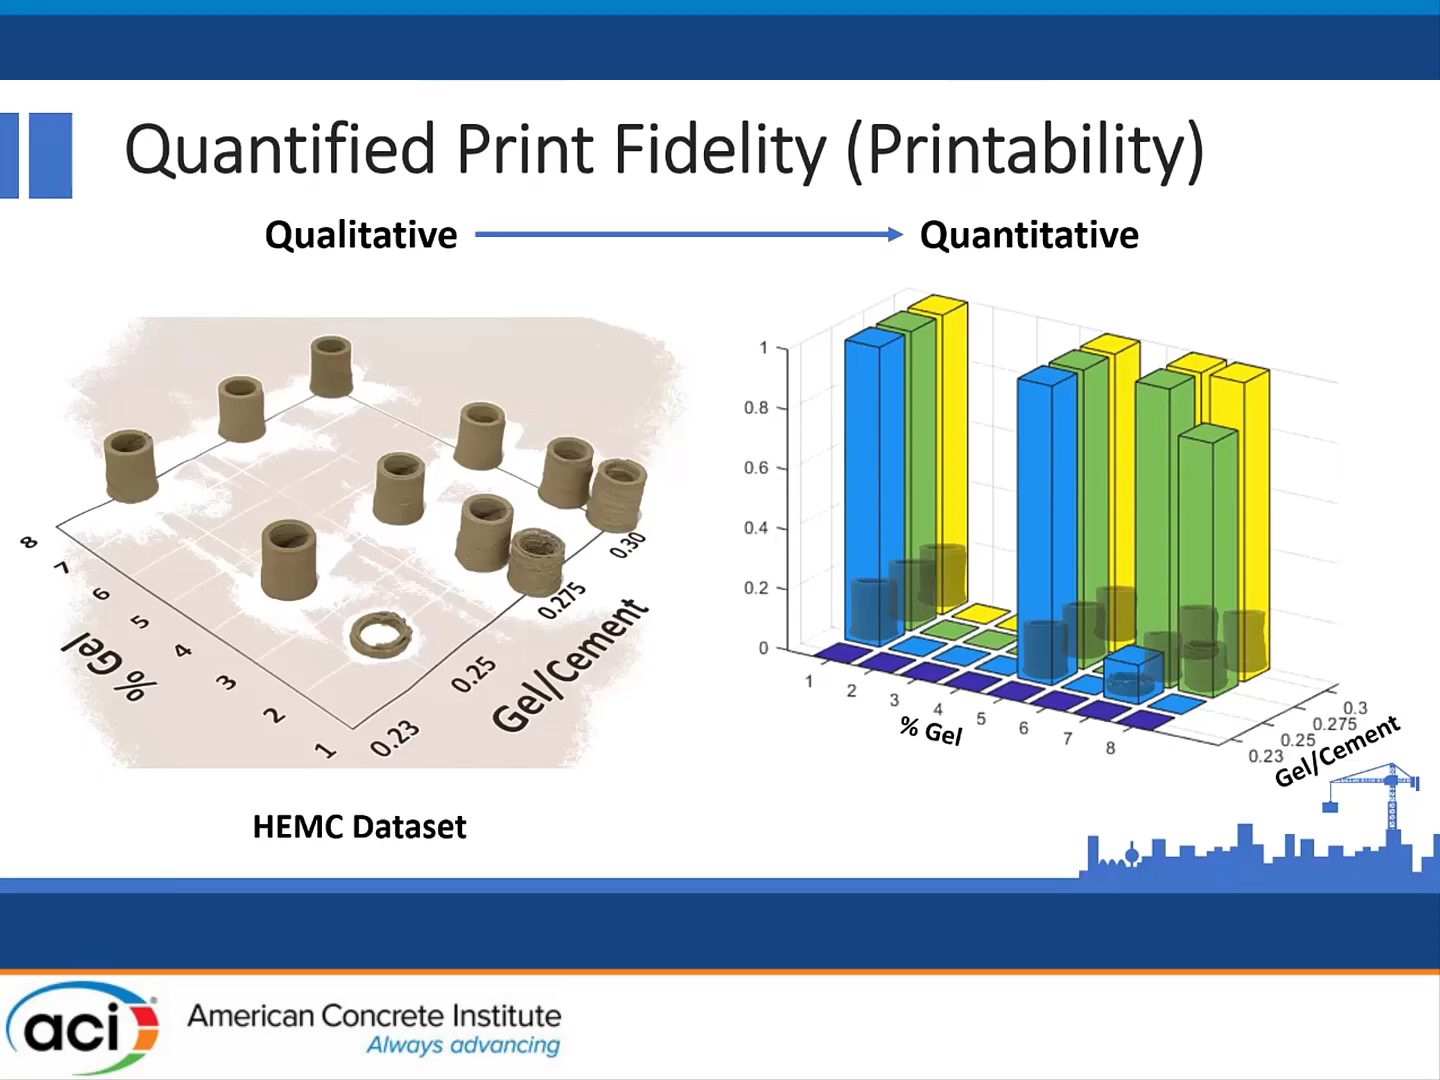 Quantified Print Fidelity (Printability)
Qualitative
Quantitative
8
7
6
5
4
3
2
1
% Gel
0.23
0.25
0.275
0.30
Gel/Cement
HEMC Dataset
1
0.8
0.6
0.4
0.2
0
1
2
3
4
5
6
7
8
% Gel
0.23
0.25
0.275
0.3
Gel/Cement
aci
®
American Concrete Institute
Always advancing